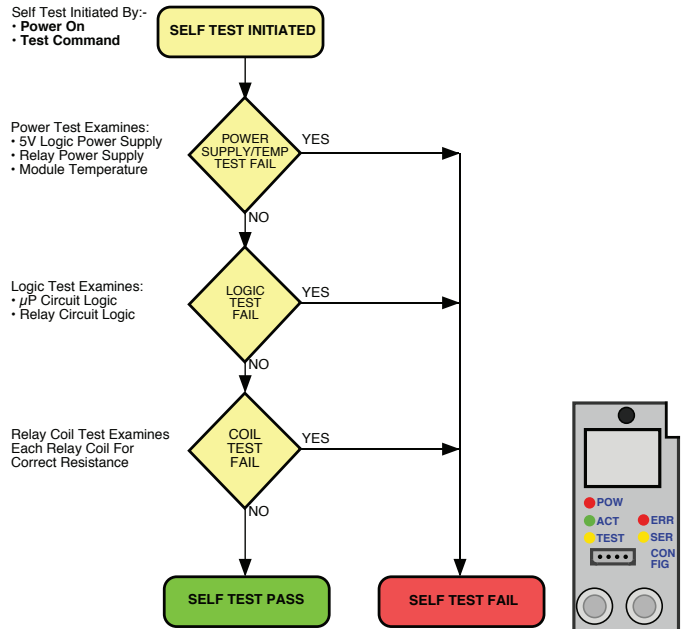 Self Test Initiated By:-
• Power On
• Test Command
SELF TEST INITIATED
Power Test Examines:
• 5V Logic Power Supply
• Relay Power Supply
• Module Temperature
POWER
SUPPLY/TEMP
TEST FAIL
YES
NO
Logic Test Examines:
• µP Circuit Logic
• Relay Circuit Logic
LOGIC
TEST
FAIL
YES
NO
Relay Coil Test Examines
Each Relay Coil For
Correct Resistance
COIL
TEST
FAIL
YES
NO
SELF TEST PASS
SELF TEST FAIL
POW
ACT
ERR
TEST
SER
CON
FIG